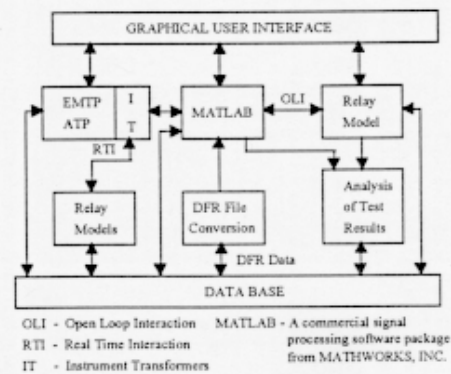 GRAPHICAL USER INTERFACE
EMTP
ATP
I
T
MATLAB
OLI
Relay
Model
RTI
Relay
Models
DFR File
Conversion
Analysis
of Test
Results
DFR Data
DATA BASE
OLI - Open Loop Interaction
RTI - Real Time Interaction
IT - Instrument Transformers
MATLAB - A commercial signal
processing software package
from MATHWORKS, INC.